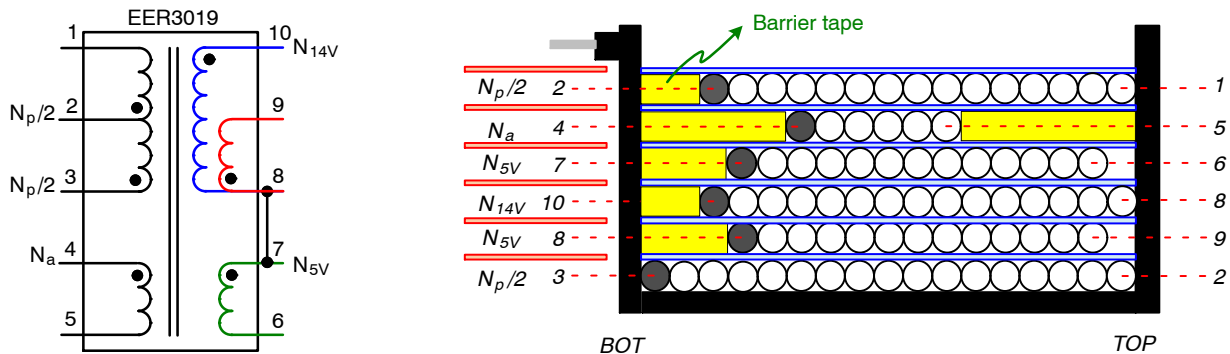 EER3019
1
10
N14V
2
Np/2
9
3
Np/2
8
4
Na
7
N5V
5
6
Barrier tape
Np/2 2 1
Na 4 5
N5V 7 6
N14V 10 8
N5V 8 9
Np/2 3 2
BOT
TOP